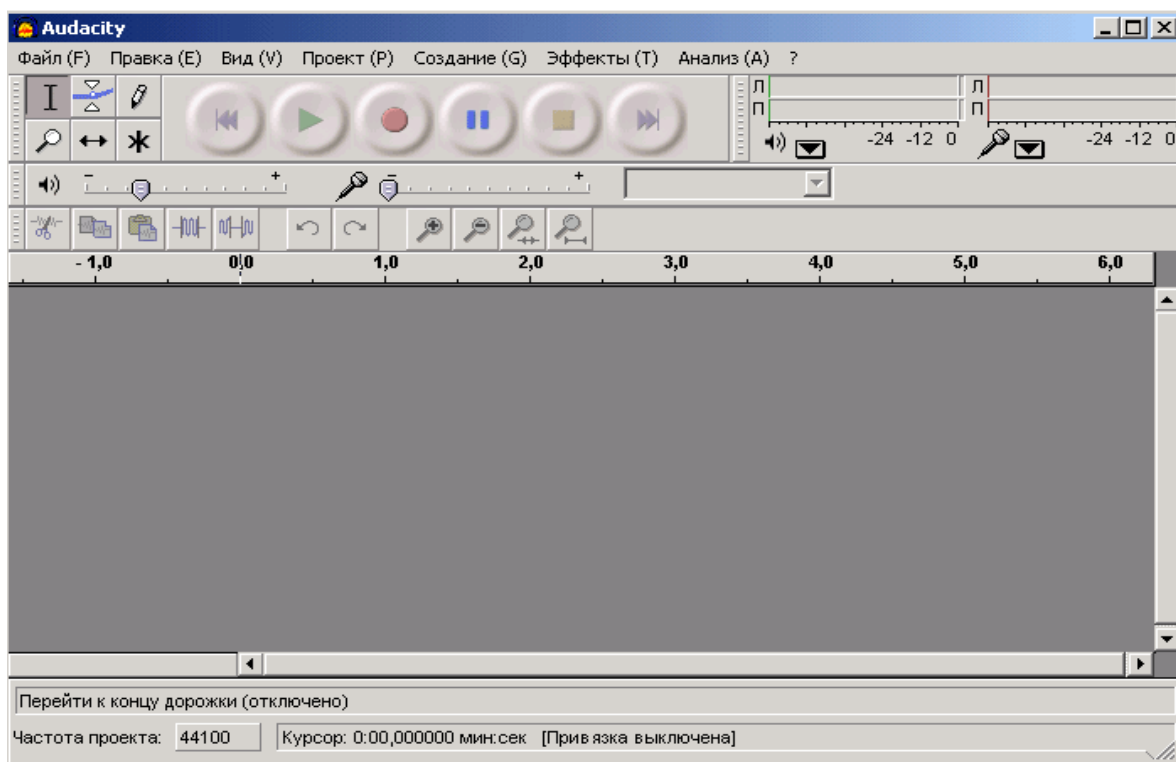 Audacity
Файл (F) Правка (E) Вид (V) Проект (P) Создание (G) Эффекты (T) Анализ (A) ?
Л Л
П П
-24 -12 0 -24 -12 0
- + - +
- 1,0 0,0 1,0 2,0 3,0 4,0 5,0 6,0
Перейти к концу дорожки (отключено)
Частота проекта: 44100 Курсор: 0:00,000000 мин:сек [Привязка выключена]